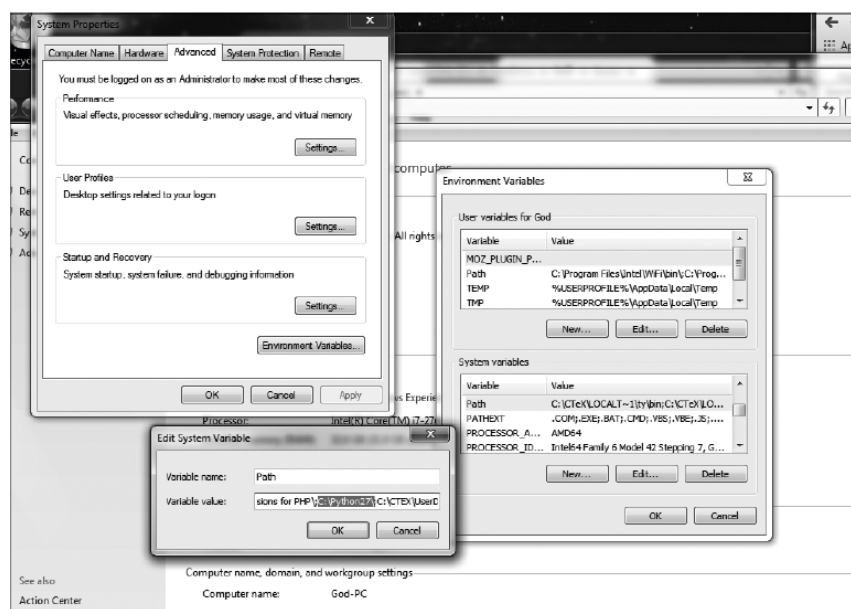 System Properties
Computer Name Hardware Advanced System Protection Remote
You must be logged on as an Administrator to make most of these changes.
Performance
Visual effects, processor scheduling, memory usage, and virtual memory
Settings...
User Profiles
Desktop settings related to your logon
Settings...
Startup and Recovery
System startup, system failure, and debugging information
Settings...
Environment Variables...
OK Cancel Apply
All rights
Processor: Intel(R) Core(TM) i7-27
Environment Variables
User variables for God
Variable Value
MOZ_PLUGIN_P...
Path C:\Program Files\Intel\WiFi\bin\;C:\Prog...
TEMP %USERPROFILE%\AppData\Local\Temp
TMP %USERPROFILE%\AppData\Local\Temp
New... Edit... Delete
System variables
Variable Value
Path C:\CTeX\LOCALT~1\ty\bin;C:\CTeX\LO...
PATHEXT .COM;.EXE;.BAT;.CMD;.VBS;.VBE;.JS;....
PROCESSOR_A... AMD64
PROCESSOR_ID... Intel64 Family 6 Model 42 Stepping 7, G...
New... Edit... Delete
OK Cancel
Edit System Variable
Variable name: Path
Variable value: sions for PHP\;C:\Python27\;C:\CTEX\UserD
OK Cancel
See also
Action Center
Computer name, domain, and workgroup settings
Computer name: God-PC